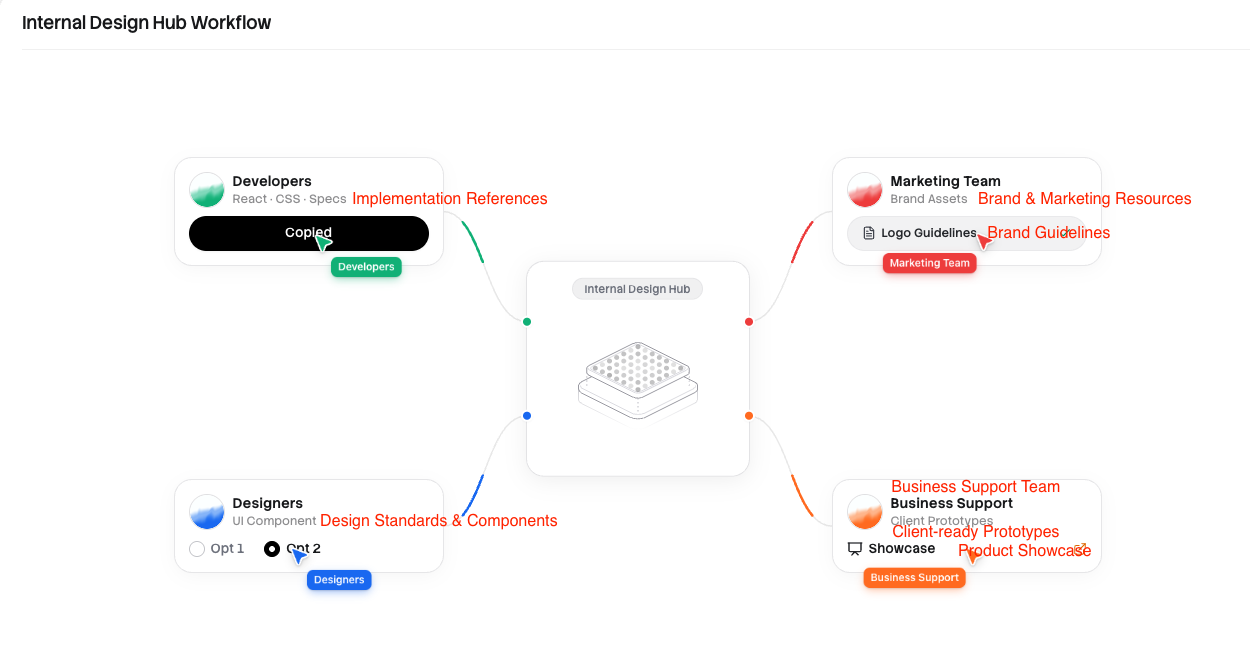 Internal Design Hub Workflow
Developers
React · CSS · Specs Implementation References
Copied
Developers
Marketing Team
Brand Assets Brand & Marketing Resources
Logo Guidelines Brand Guidelines
Marketing Team
Internal Design Hub
Designers
UI Component Design Standards & Components
Opt 1 Opt 2
Designers
Business Support Team
Business Support
Client Prototypes
Client-ready Prototypes
Showcase Product Showcase
Business Support